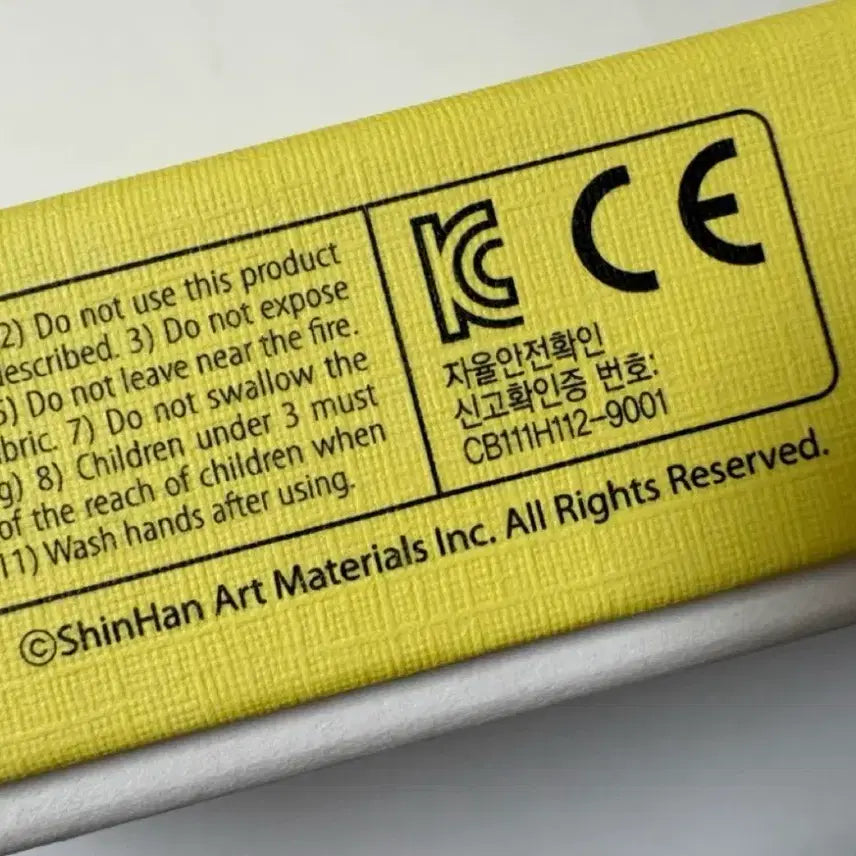 2) Do not use this product
described. 3) Do not expose
5) Do not leave near the fire.
7) Do not swallow the
8) Children under 3 must
of the reach of children when
11) Wash hands after using.
KC CE
자율안전확인
신고확인증 번호:
CB111H112-9001
©ShinHan Art Materials Inc. All Rights Reserved.